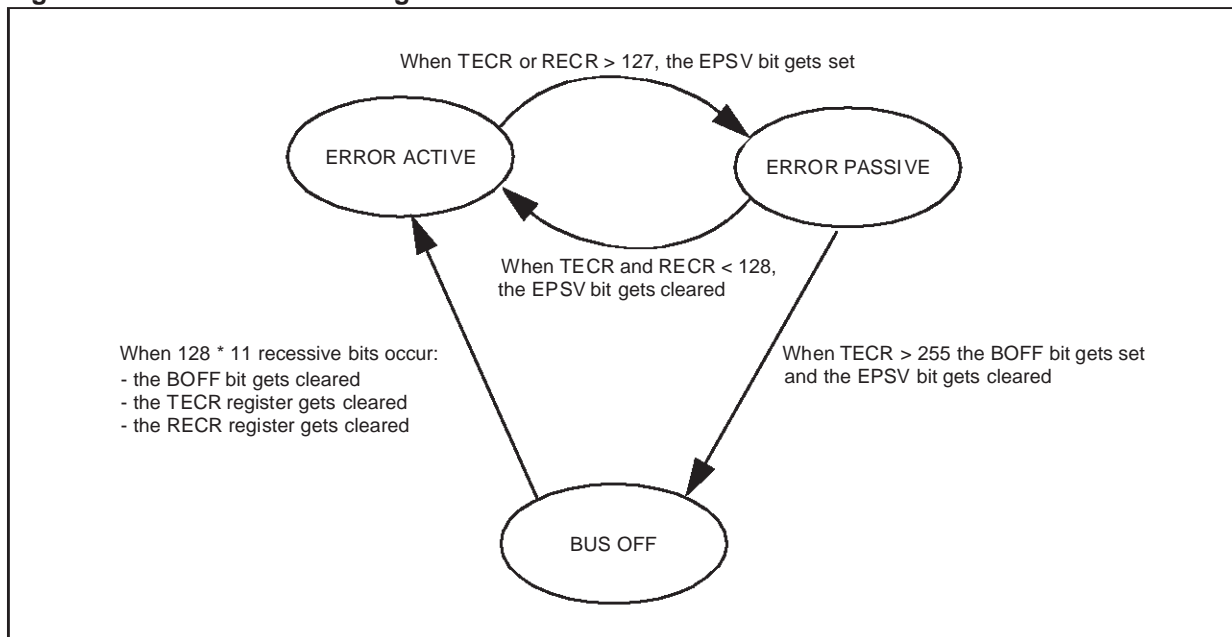 When TECR or RECR > 127, the EPSV bit gets set
ERROR ACTIVE
ERROR PASSIVE
When TECR and RECR < 128,
the EPSV bit gets cleared
When 128 * 11 recessive bits occur:
- the BOFF bit gets cleared
- the TECR register gets cleared
- the RECR register gets cleared
When TECR > 255 the BOFF bit gets set
and the EPSV bit gets cleared
BUS OFF